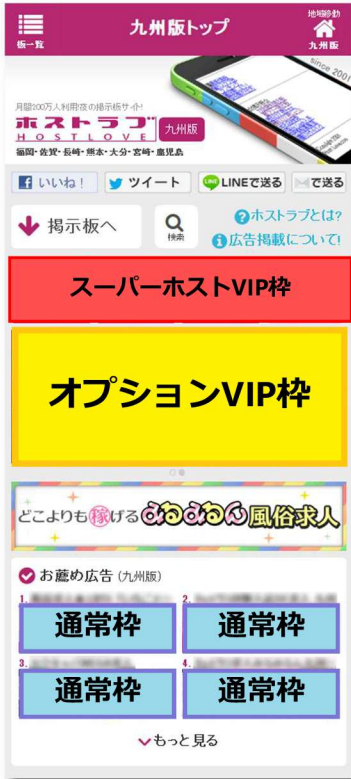 板一覧
九州版トップ
地域移動
九州版
since 2001
月間200万人利用!夜の掲示板サイト!
ホストラブ
HOSTLOVE
九州版
福岡・佐賀・長崎・熊本・大分・宮崎・鹿児島
いいね!
ツイート
LINEで送る
で送る
掲示板へ
検索
ホストラブとは?
広告掲載について!
スーパーホストVIP枠
オプションVIP枠
どこよりも稼げるぷるぷるん風俗求人
お薦め広告 (九州版)
1.
2.
通常枠
通常枠
3.
4.
通常枠
通常枠
もっと見る